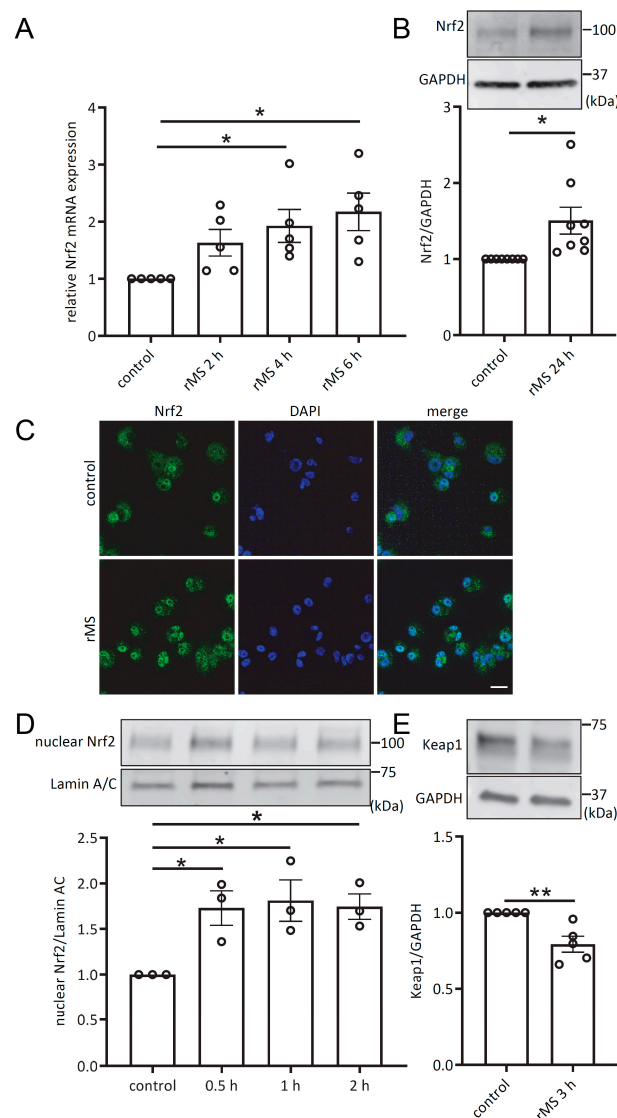 A
relative Nrf2 mRNA expression
4
3
2
1
0
*
*
control
rMS 2 h
rMS 4 h
rMS 6 h
B
Nrf2
100
GAPDH
37
(kDa)
Nrf2/GAPDH
3
2
1
0
*
control
rMS 24 h
C
Nrf2
DAPI
merge
control
rMS
D
nuclear Nrf2
100
Lamin A/C
75
(kDa)
nuclear Nrf2/Lamin AC
2.5
2.0
1.5
1.0
0.5
0.0
*
*
*
control
0.5 h
1 h
2 h
E
Keap1
75
GAPDH
37
(kDa)
Keap1/GAPDH
1.5
1.0
0.5
0.0
**
control
rMS 3 h